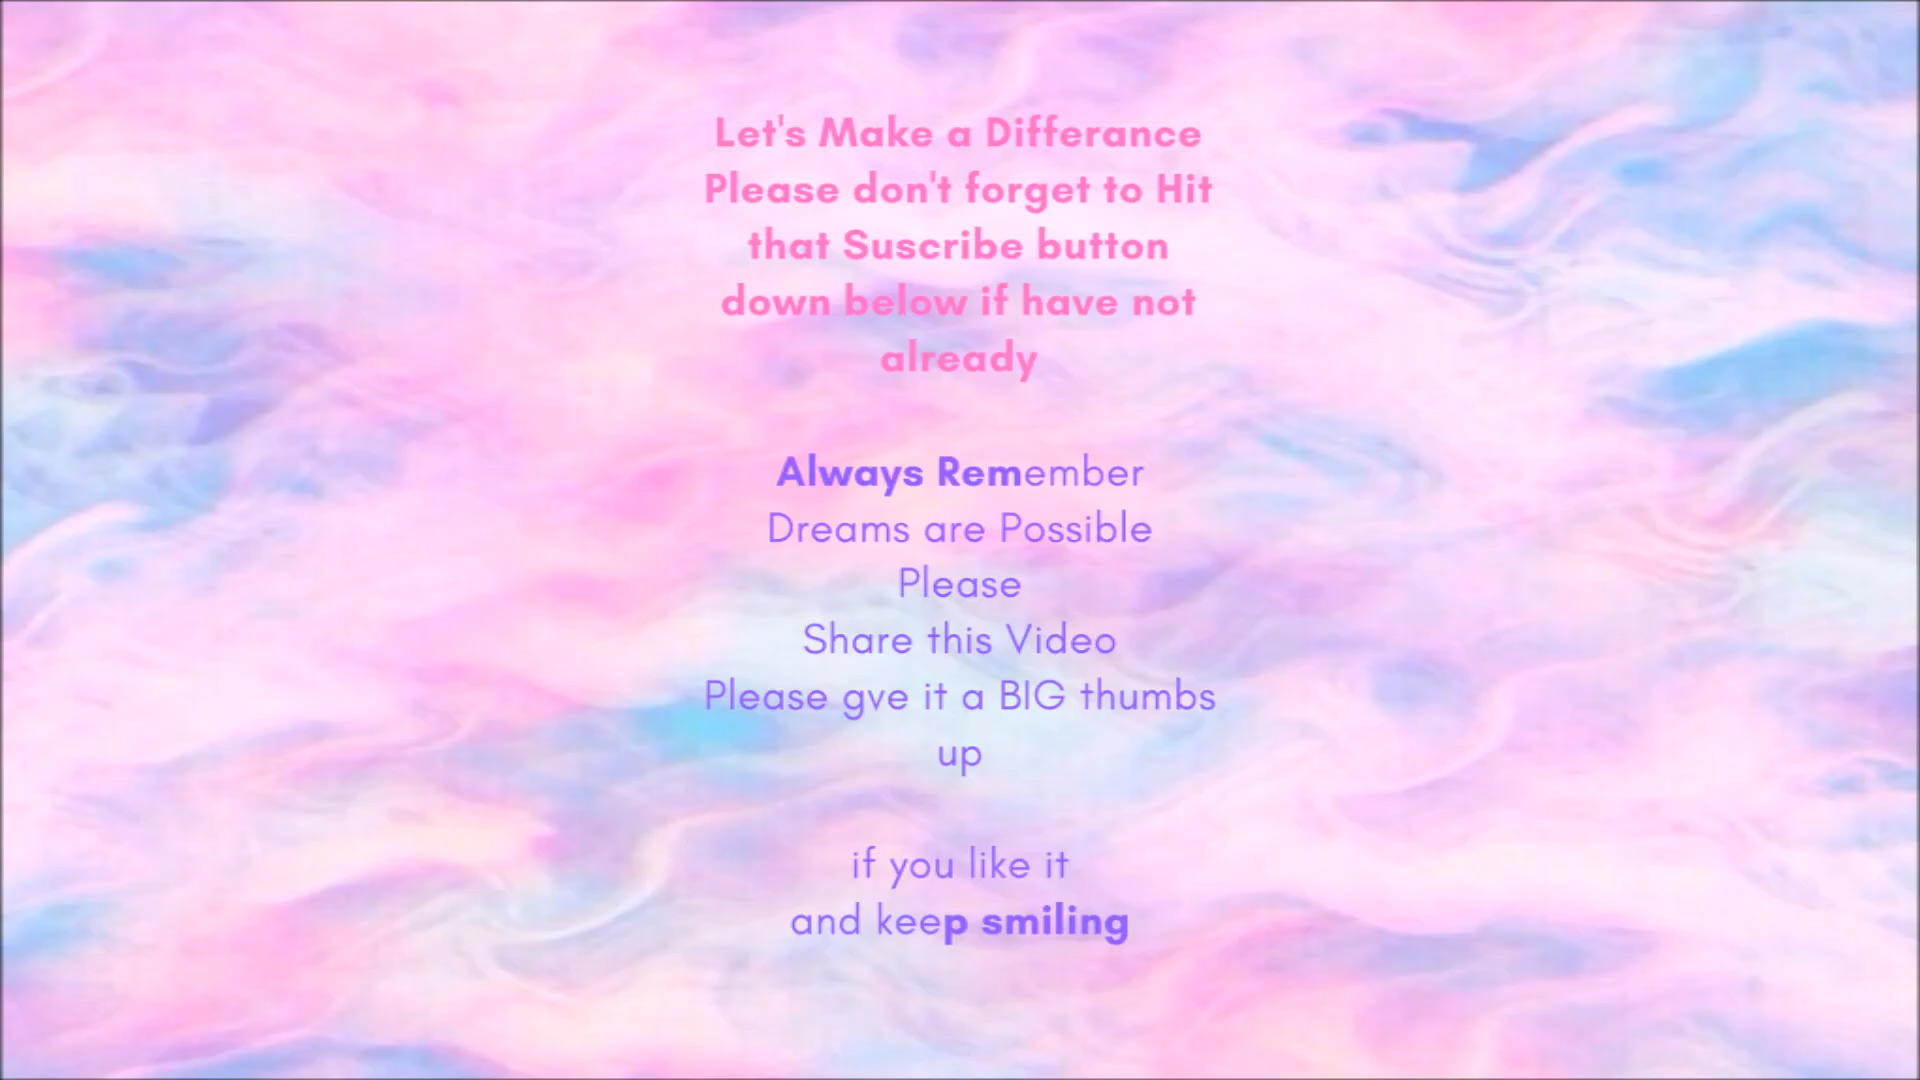 Let's Make a Differance
Please don't forget to Hit
that Suscribe button
down below if have not
already
Always Remember
Dreams are Possible
Please
Share this Video
Please gve it a BIG thumbs
up
if you like it
and keep smiling